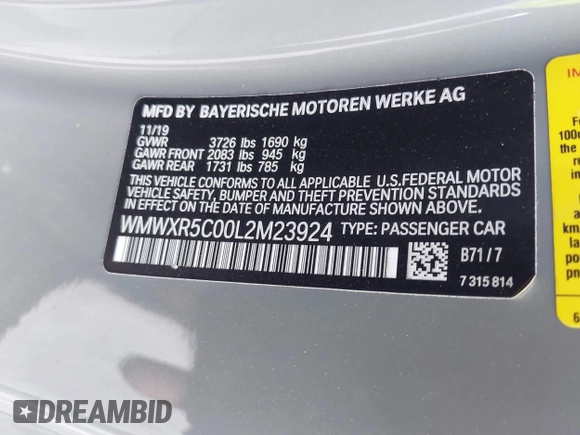 MFD BY BAYERISCHE MOTOREN WERKE AG
11/19
GVWR 3726 lbs 1690 kg
GAWR FRONT 2083 lbs 945 kg
GAWR REAR 1731 lbs 785 kg
THIS VEHICLE CONFORMS TO ALL APPLICABLE U.S.FEDERAL MOTOR
VEHICLE SAFETY, BUMPER AND THEFT PREVENTION STANDARDS
IN EFFECT ON THE DATE OF MANUFACTURE SHOWN ABOVE.
WMWXR5C00L2M23924 TYPE: PASSENGER CAR
B71 / 7
7 315 814
DREAMBID